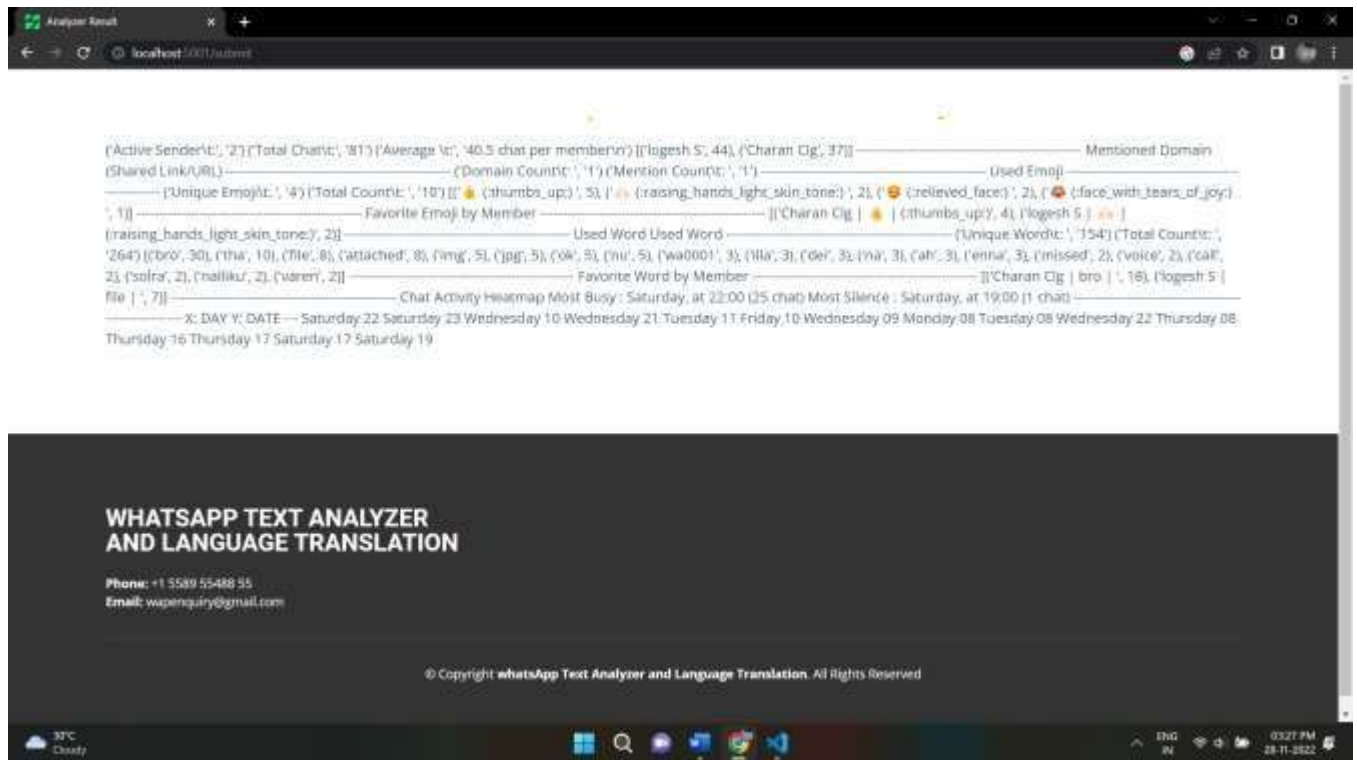 Analyzer Result
localhost:5001/submit
('Active Sender\t:', '2') ('Total Chat\t:', '81') ('Average \t:', '40.5 chat per member\n') [('logesh S', 44), ('Charan Clg', 37)] ---------------------------------------- Mentioned Domain
(Shared Link/URL) ---------------------------------------- ('Domain Count\t: ', '1') ('Mention Count\t: ', '1') ---------------------------------------- Used Emoji
---------------------------------------- ('Unique Emoji\t: ', '4') ('Total Count\t: ', '10') [(' 👍 (:thumbs_up:) ', 5), (' 🙌🏻 (:raising_hands_light_skin_tone:) ', 2), (' 😌 (:relieved_face:) ', 2), (' 😂 (:face_with_tears_of_joy:)
', 1)] ---------------------------------------- Favorite Emoji by Member ---------------------------------------- [('Charan Clg | 👍 | (:thumbs_up:)', 4), ('logesh S | 🙌🏻 |
(:raising_hands_light_skin_tone:)', 2)] ---------------------------------------- Used Word Used Word ---------------------------------------- ('Unique Word\t: ', '154') ('Total Count\t: ',
'264') [('bro', 30), ('tha', 10), ('file', 8), ('attached', 8), ('img', 5), ('jpg', 5), ('ok', 5), ('nu', 5), ('wa0001', 3), ('illa', 3), ('dei', 3), ('na', 3), ('ah', 3), ('enna', 3), ('missed', 2), ('voice', 2), ('call',
2), ('solra', 2), ('nalliku', 2), ('varen', 2)] ---------------------------------------- Favorite Word by Member ---------------------------------------- [('Charan Clg | bro | ', 16), ('logesh S |
file | ', 7)] ---------------------------------------- Chat Activity Heatmap Most Busy : Saturday, at 22:00 (25 chat) Most Silence : Saturday, at 19:00 (1 chat) ----------------------------------------
X: DAY Y: DATE --- Saturday 22 Saturday 23 Wednesday 10 Wednesday 21 Tuesday 11 Friday 10 Wednesday 09 Monday 08 Tuesday 08 Wednesday 22 Thursday 08
Thursday 16 Thursday 17 Saturday 17 Saturday 19
WHATSAPP TEXT ANALYZER
AND LANGUAGE TRANSLATION
Phone: +1 5589 55488 55
Email: wapenquiry@gmail.com
© Copyright whatsApp Text Analyzer and Language Translation. All Rights Reserved
30°C
Cloudy
ENG
IN
03:27 PM
28-11-2022